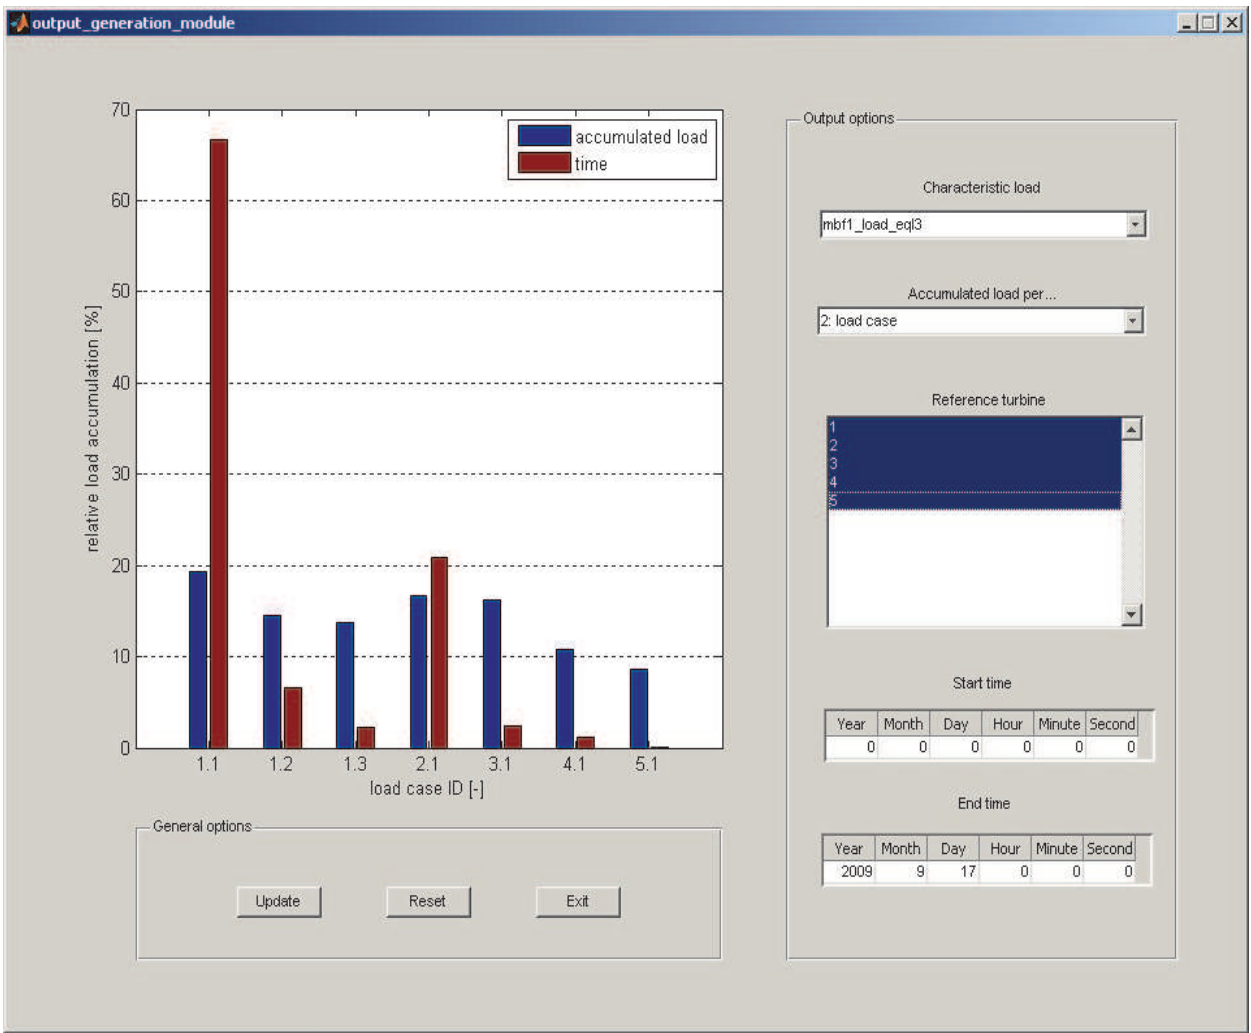 output_generation_module
70
60
50
40
30
20
10
0
relative load accumulation [%]
accumulated load
time
1.1 1.2 1.3 2.1 3.1 4.1 5.1
load case ID [-]
General options
Update Reset Exit
Output options
Characteristic load
mbf1_load_eql3
Accumulated load per...
2: load case
Reference turbine
1
2
3
4
5
Start time
Year Month Day Hour Minute Second
0 0 0 0 0 0
End time
Year Month Day Hour Minute Second
2009 9 17 0 0 0